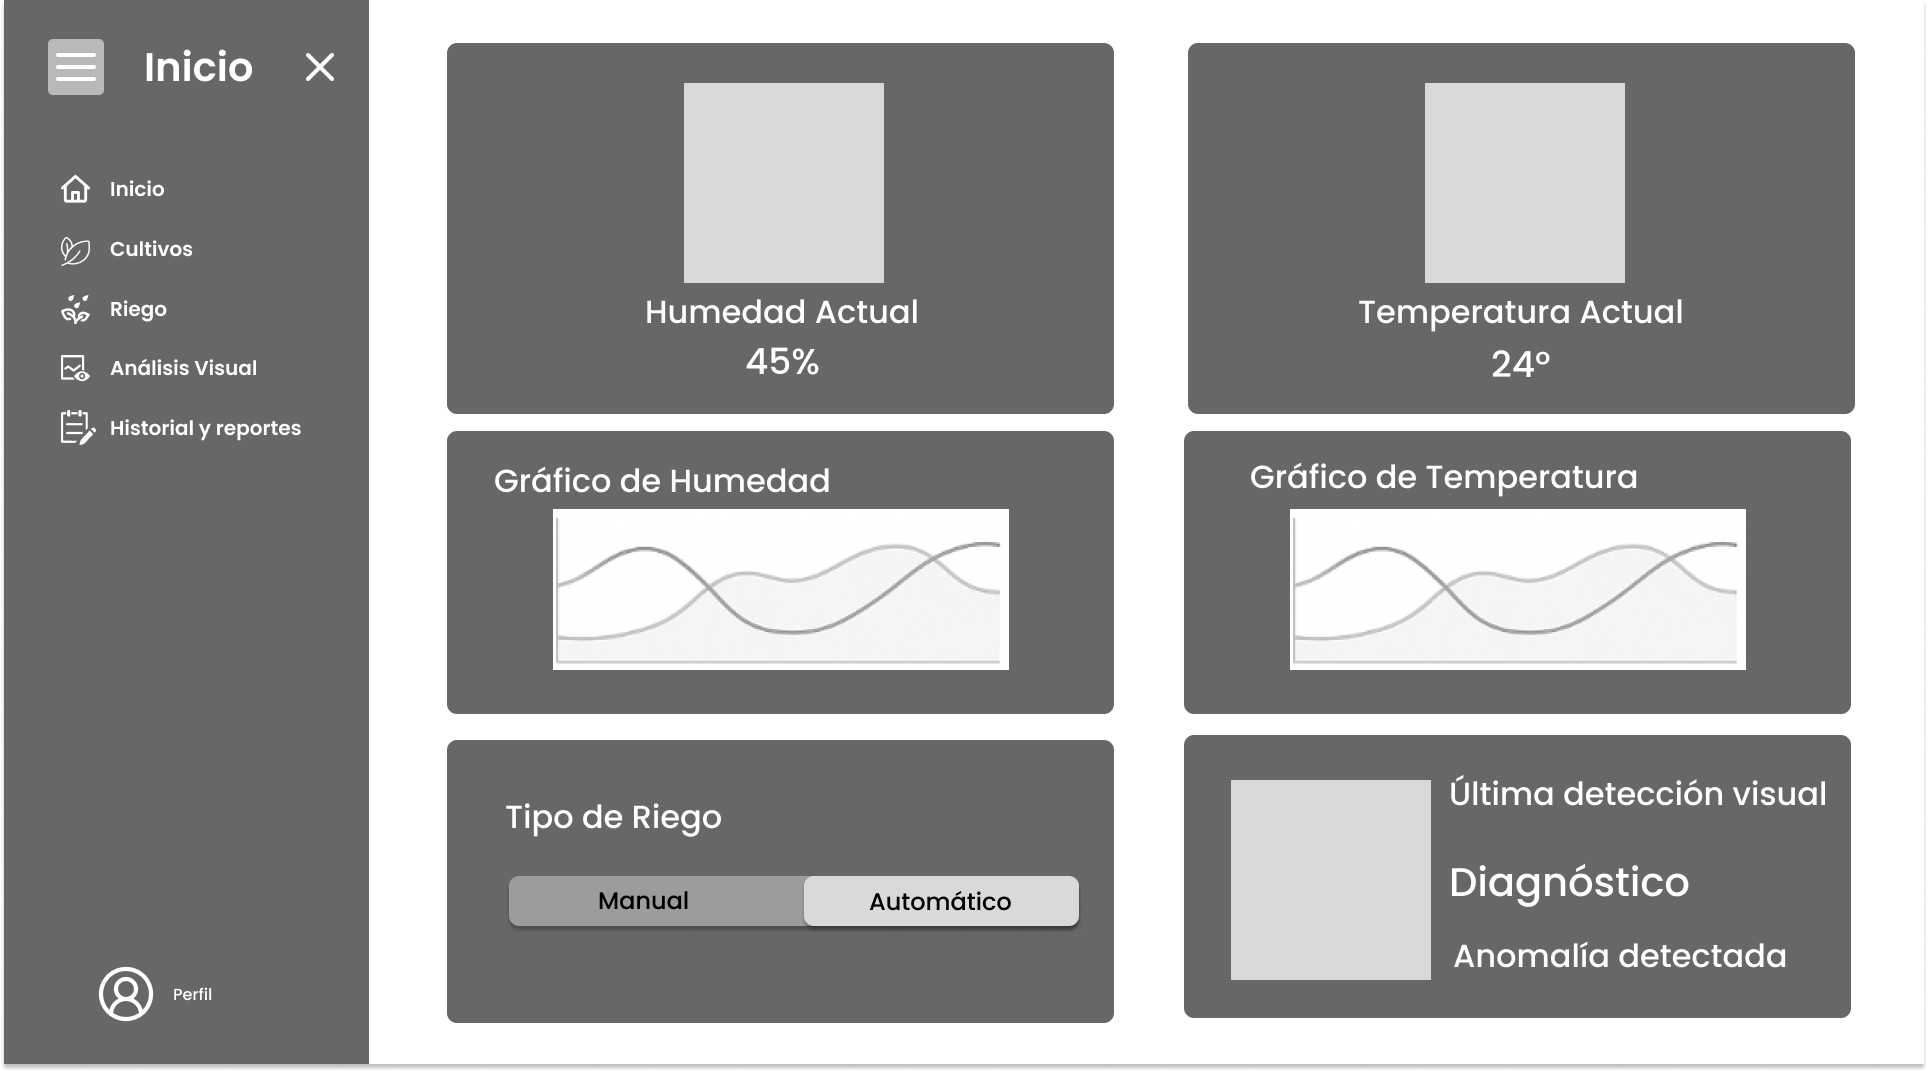 Inicio
Inicio
Cultivos
Riego
Análisis Visual
Historial y reportes
Perfil
Humedad Actual
45%
Temperatura Actual
24°
Gráfico de Humedad
Gráfico de Temperatura
Tipo de Riego
Manual
Automático
Última detección visual
Diagnóstico
Anomalía detectada